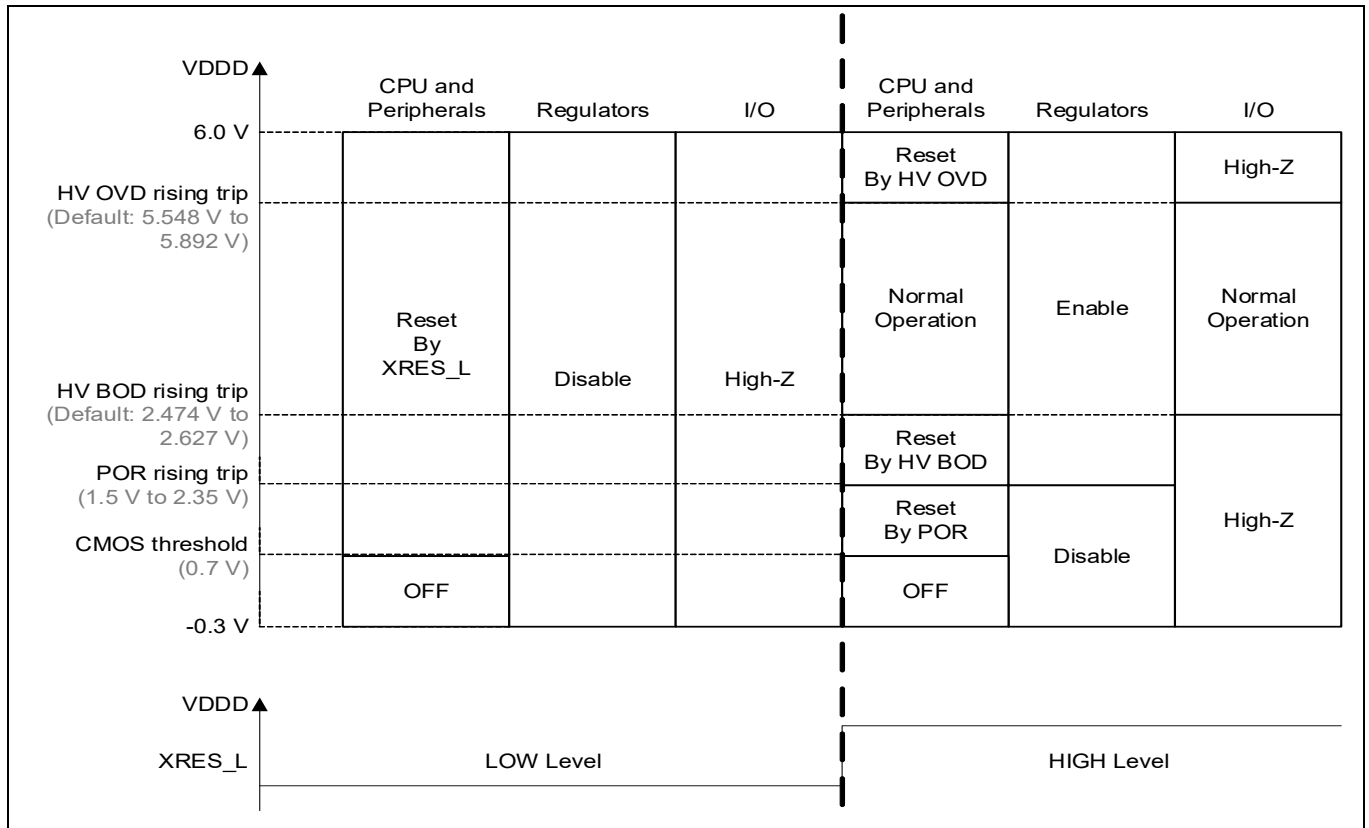 VDDD
CPU and
Peripherals
Regulators
I/O
CPU and
Peripherals
Regulators
I/O
6.0 V
Reset
By HV OVD
High-Z
HV OVD rising trip
(Default: 5.548 V to
5.892 V)
Reset
By
XRES_L
Disable
High-Z
Normal
Operation
Enable
Normal
Operation
HV BOD rising trip
(Default: 2.474 V to
2.627 V)
Reset
By HV BOD
POR rising trip
(1.5 V to 2.35 V)
Reset
By POR
High-Z
CMOS threshold
(0.7 V)
Disable
OFF
OFF
-0.3 V
VDDD
XRES_L
LOW Level
HIGH Level